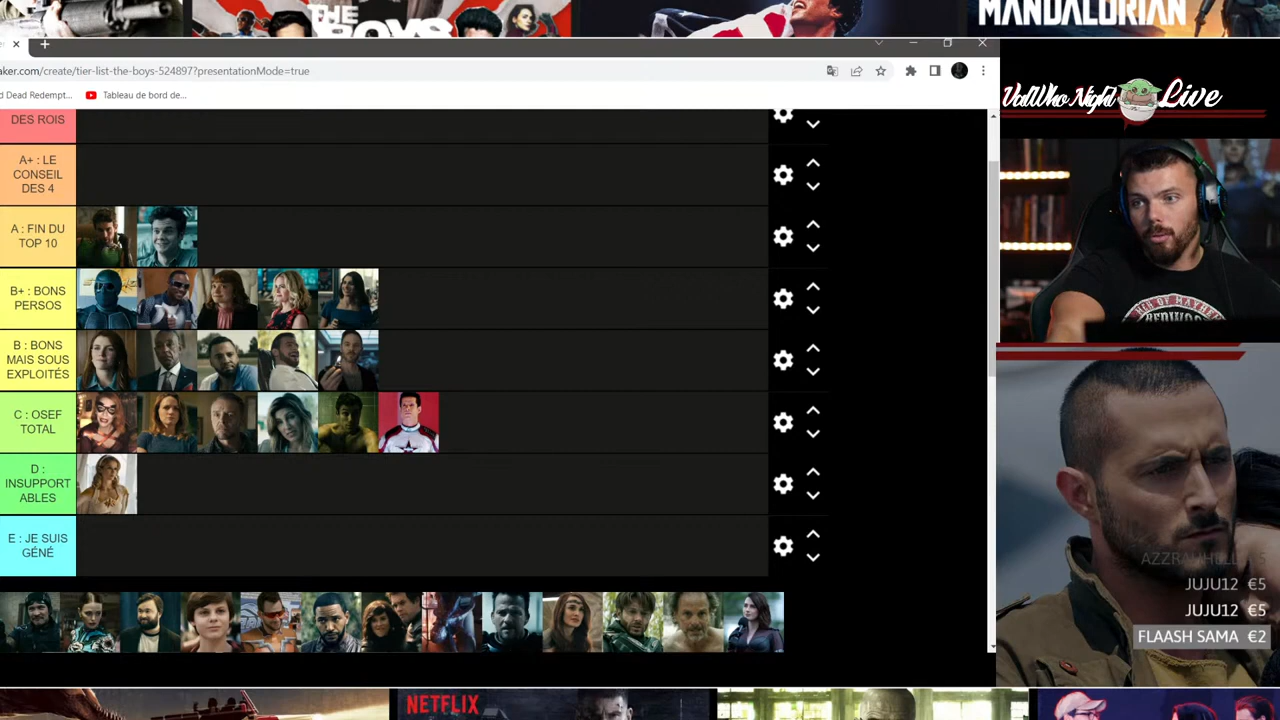 THE
BOYS
MANDALORIAN
aker.com/create/tier-list-the-boys-524897?presentationMode=true
d Dead Redempt...
Tableau de bord de...
Live
DES ROIS
A+ : LE
CONSEIL
DES 4
A : FIN DU
TOP 10
B+ : BONS
PERSOS
B : BONS
MAIS SOUS
EXPLOITÉS
C : OSEF
TOTAL
D :
INSUPPORT
ABLES
E : JE SUIS
GÉNÉ
JUJU12 €5
JUJU12 €5
FLAASH SAMA €2
NETFLIX